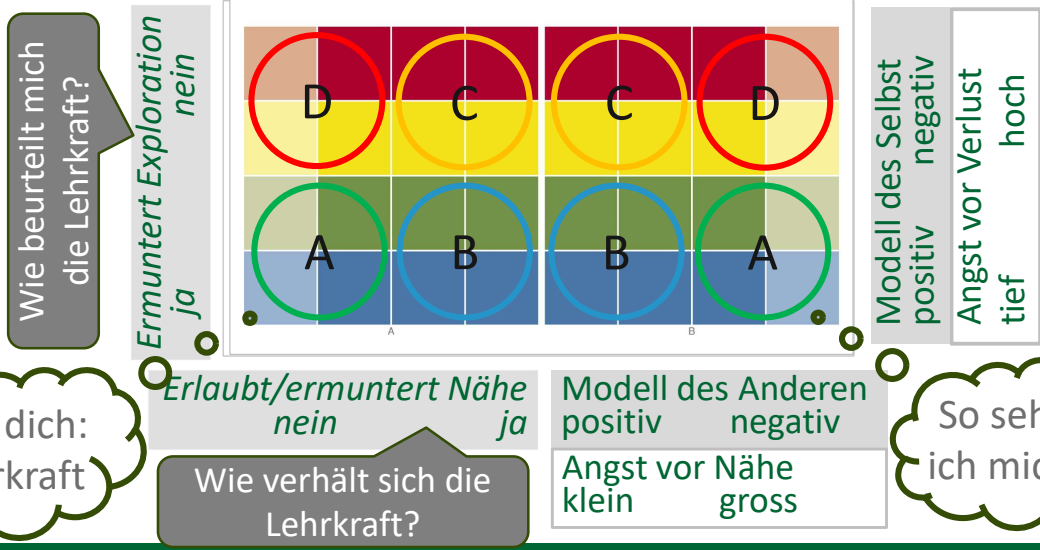 Wie beurteilt mich
die Lehrkraft?
Ermuntert Exploration
ja nein
D C C D
A B B A
A B
Modell des Selbst
positiv negativ
Angst vor Verlust
tief hoch
Erlaubt/ermuntert Nähe
nein ja
Modell des Anderen
positiv negativ
Angst vor Nähe
klein gross
dich:
rkraft
Wie verhält sich die
Lehrkraft?
So seh
ich mic